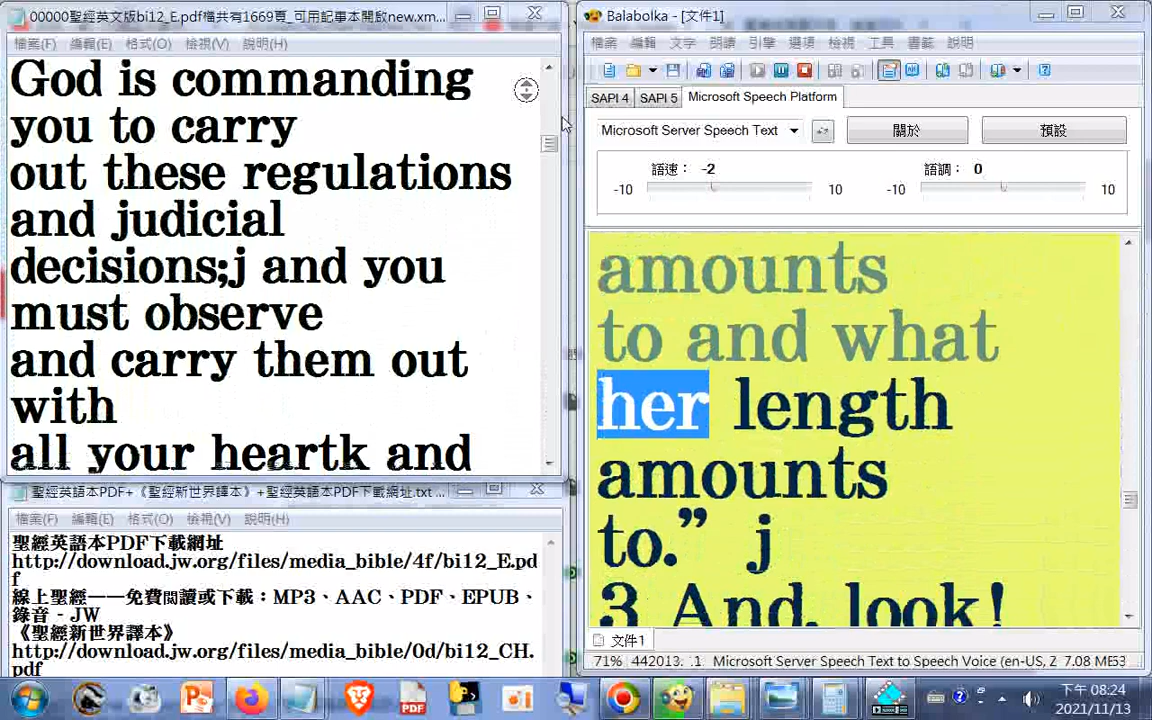 00000聖經英文版bi12_E.pdf檔共有1669頁_可用記事本開啟new.xm...
檔案(F) 編輯(E) 格式(O) 檢視(V) 說明(H)
God is commanding
you to carry
out these regulations
and judicial
decisions;j and you
must observe
and carry them out
with
all your heartk and
聖經英語本PDF+《聖經新世界譯本》+聖經英語本PDF下載網址.txt ...
檔案(F) 編輯(E) 格式(O) 檢視(V) 說明(H)
聖經英語本PDF下載網址
http://download.jw.org/files/media_bible/4f/bi12_E.pd
f
線上聖經——免費閱讀或下載：MP3、AAC、PDF、EPUB、
錄音 - JW
《聖經新世界譯本》
http://download.jw.org/files/media_bible/0d/bi12_CH.
pdf
Balabolka - [文件1]
檔案 編輯 文字 朗讀 引擎 選項 檢視 工具 書籤 說明
SAPI 4 SAPI 5 Microsoft Speech Platform
Microsoft Server Speech Text 關於 預設
語速： -2 語調： 0
-10 10 -10 10
amounts
to and what
her length
amounts
to.” j
3 And, look!
文件1
71% 442013. .1 Microsoft Server Speech Text to Speech Voice (en-US, 2 7.08 ME53
PDF
下午 08:24
2021/11/13